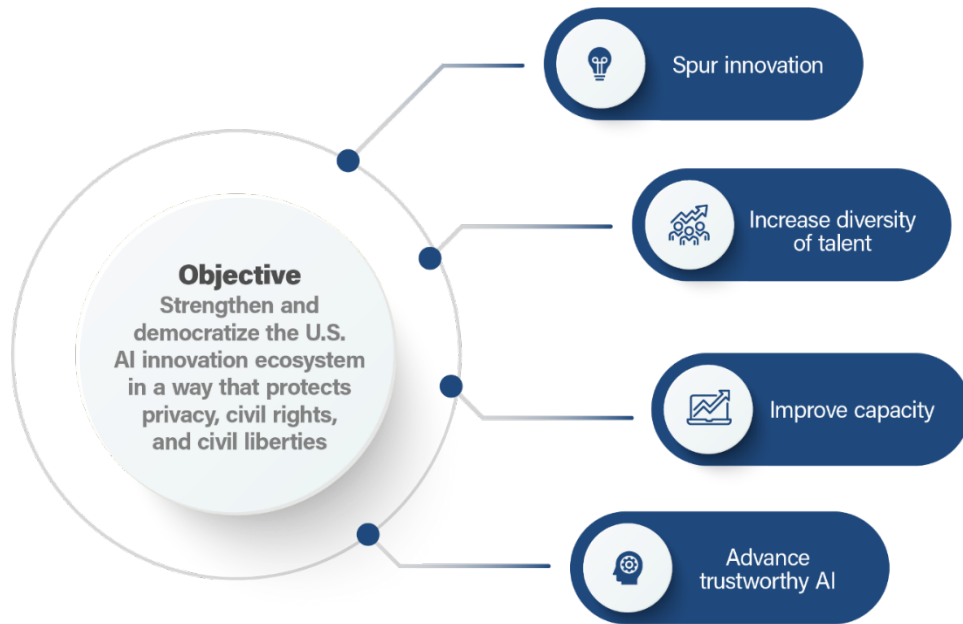 Objective
Strengthen and
democratize the U.S.
AI innovation ecosystem
in a way that protects
privacy, civil rights,
and civil liberties
Spur innovation
Increase diversity
of talent
Improve capacity
Advance
trustworthy AI